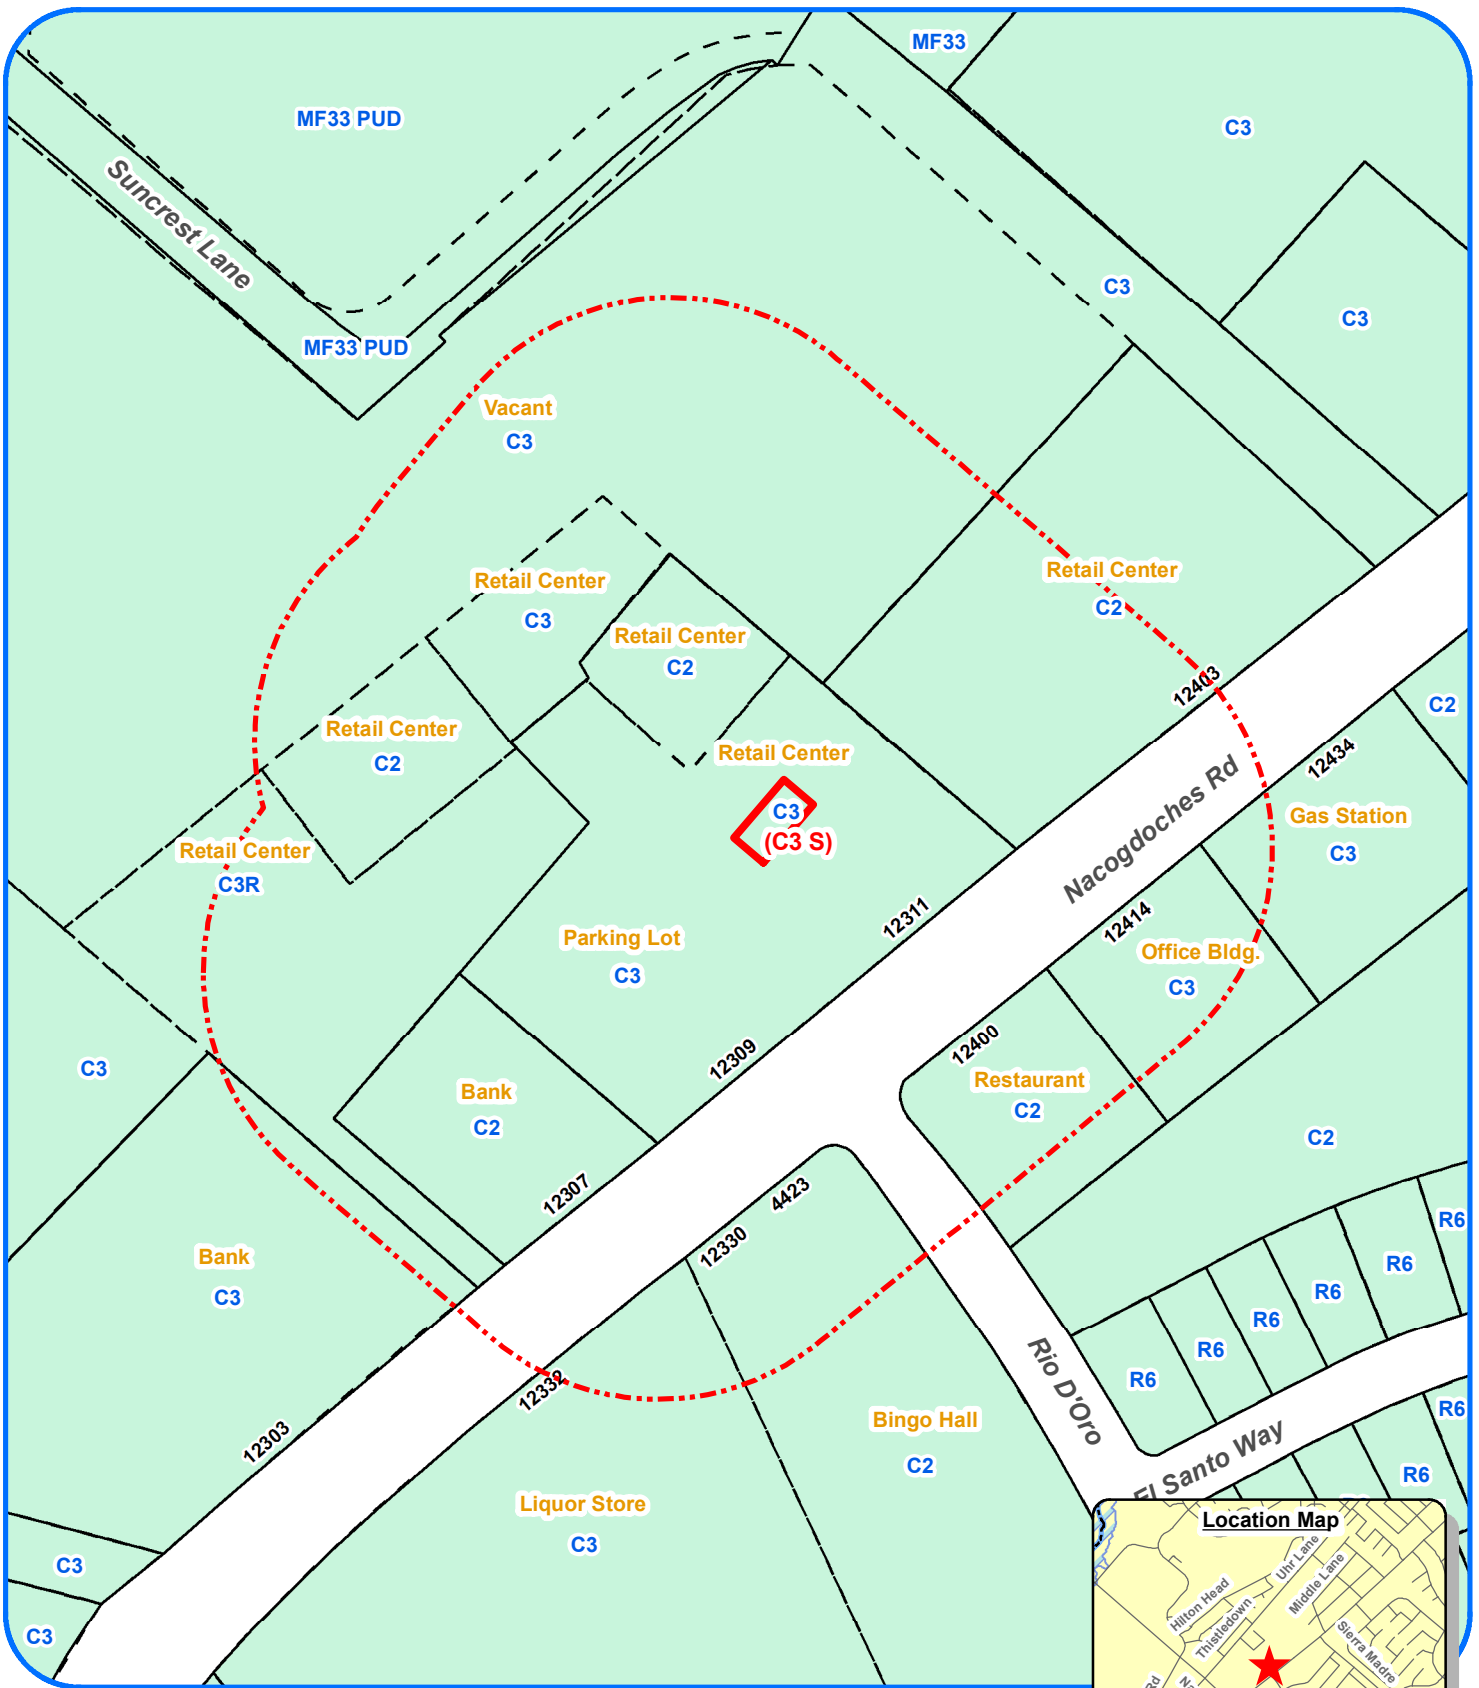 MF33
MF33 PUD
C3
Suncrest Lane
C3
C3
MF33 PUD
Vacant
C3
Retail Center
C2
Retail Center
C3
Retail Center
C2
12403
C2
Retail Center
C2
Retail Center
C3
(C3 S)
12434
Nacogdoches Rd
Gas Station
C3
Retail Center
C3R
12311
12414
Parking Lot
C3
Office Bldg.
C3
12309
12400
C3
Restaurant
C2
Bank
C2
C2
12307
4423
12330
R6
Bank
C3
R6
R6
R6
R6
R6
Rio D'Oro
12332
R6
12303
Bingo Hall
C2
El Santo Way
R6
Liquor Store
C3
C3
C3
Location Map
Uhr Lane
Middle Lane
Hilton Head
Thistledown
Sierra Madre
Rd